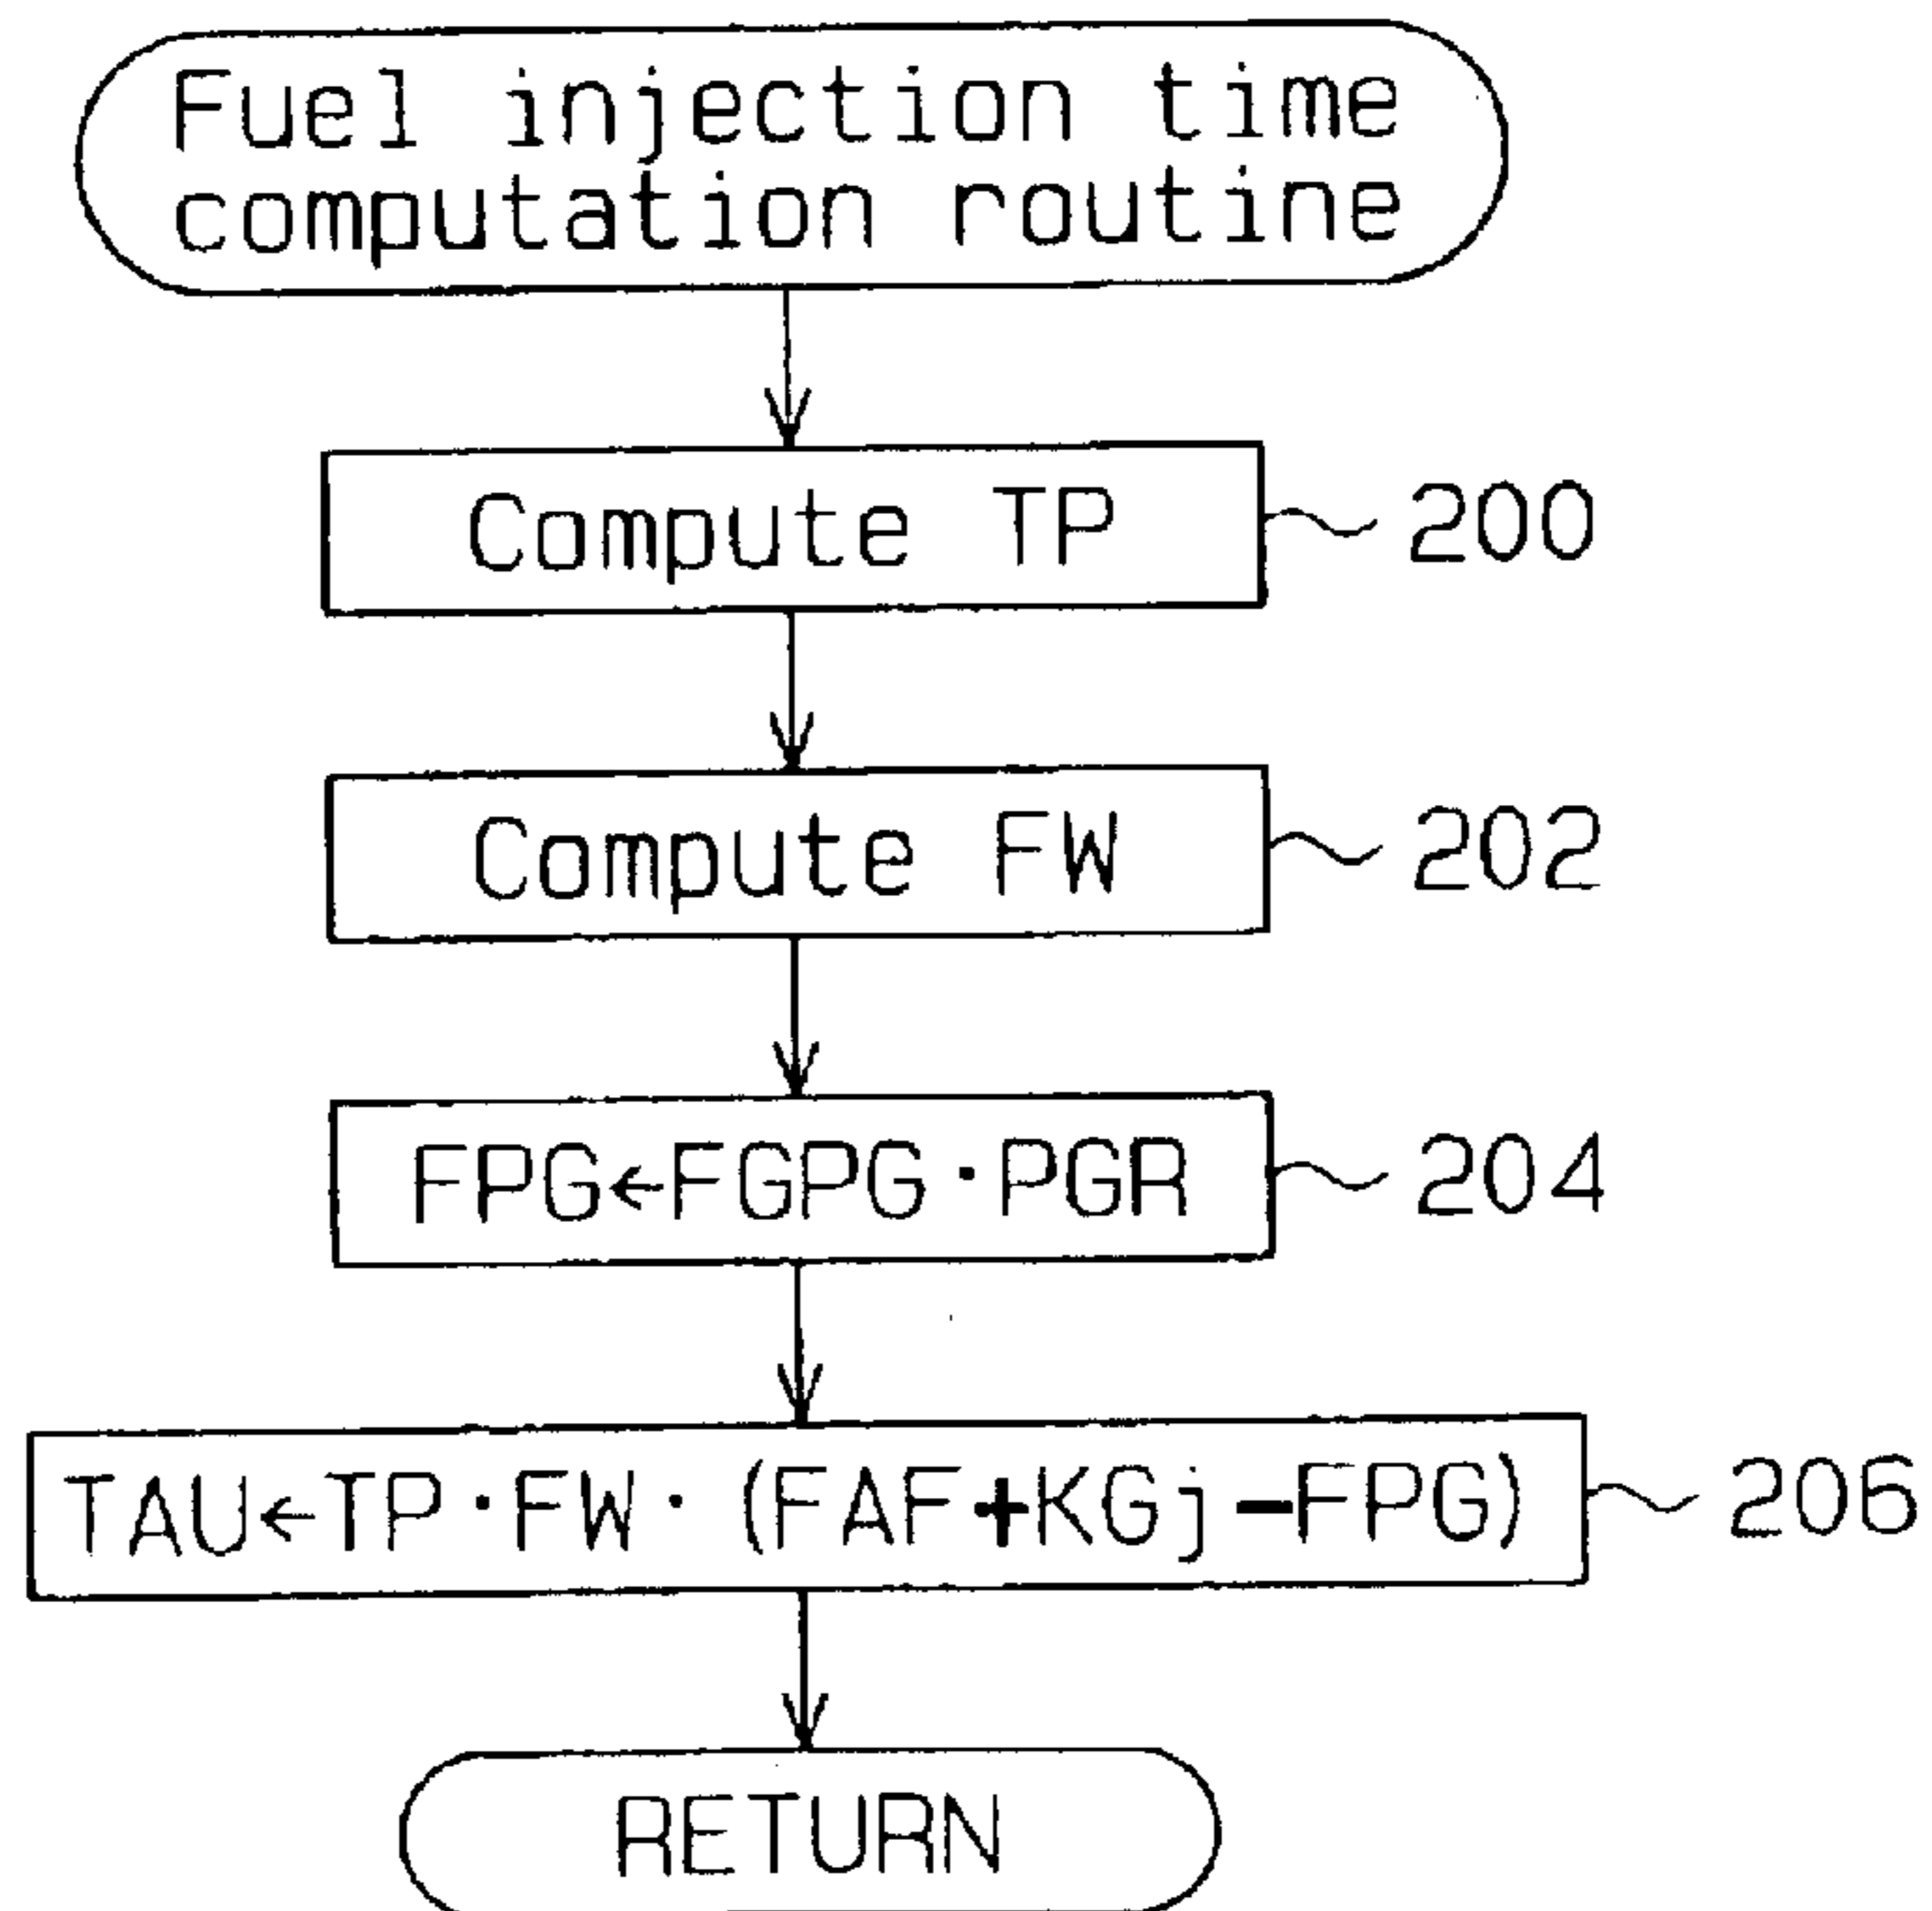 Fuel injection time
computation routine
Compute TP
200
Compute FW
202
FPG←FGPG·PGR
204
TAU←TP·FW·(FAF+KGj−FPG)
206
RETURN